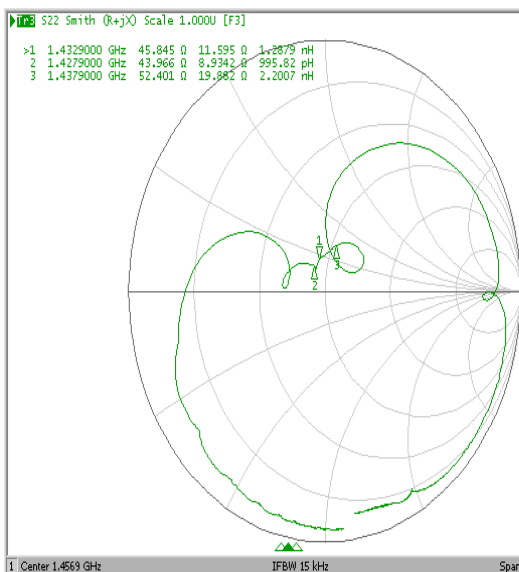 Tr3 S22 Smith (R+jX) Scale 1.000U [F3]
>1 1.4329000 GHz 45.845 Ω 11.595 Ω 1.2879 nH
2 1.4279000 GHz 43.966 Ω 8.9342 Ω 995.82 pH
3 1.4379000 GHz 52.401 Ω 19.882 Ω 2.2007 nH
1
3
2
1 Center 1.4569 GHz IFBW 15 kHz Span